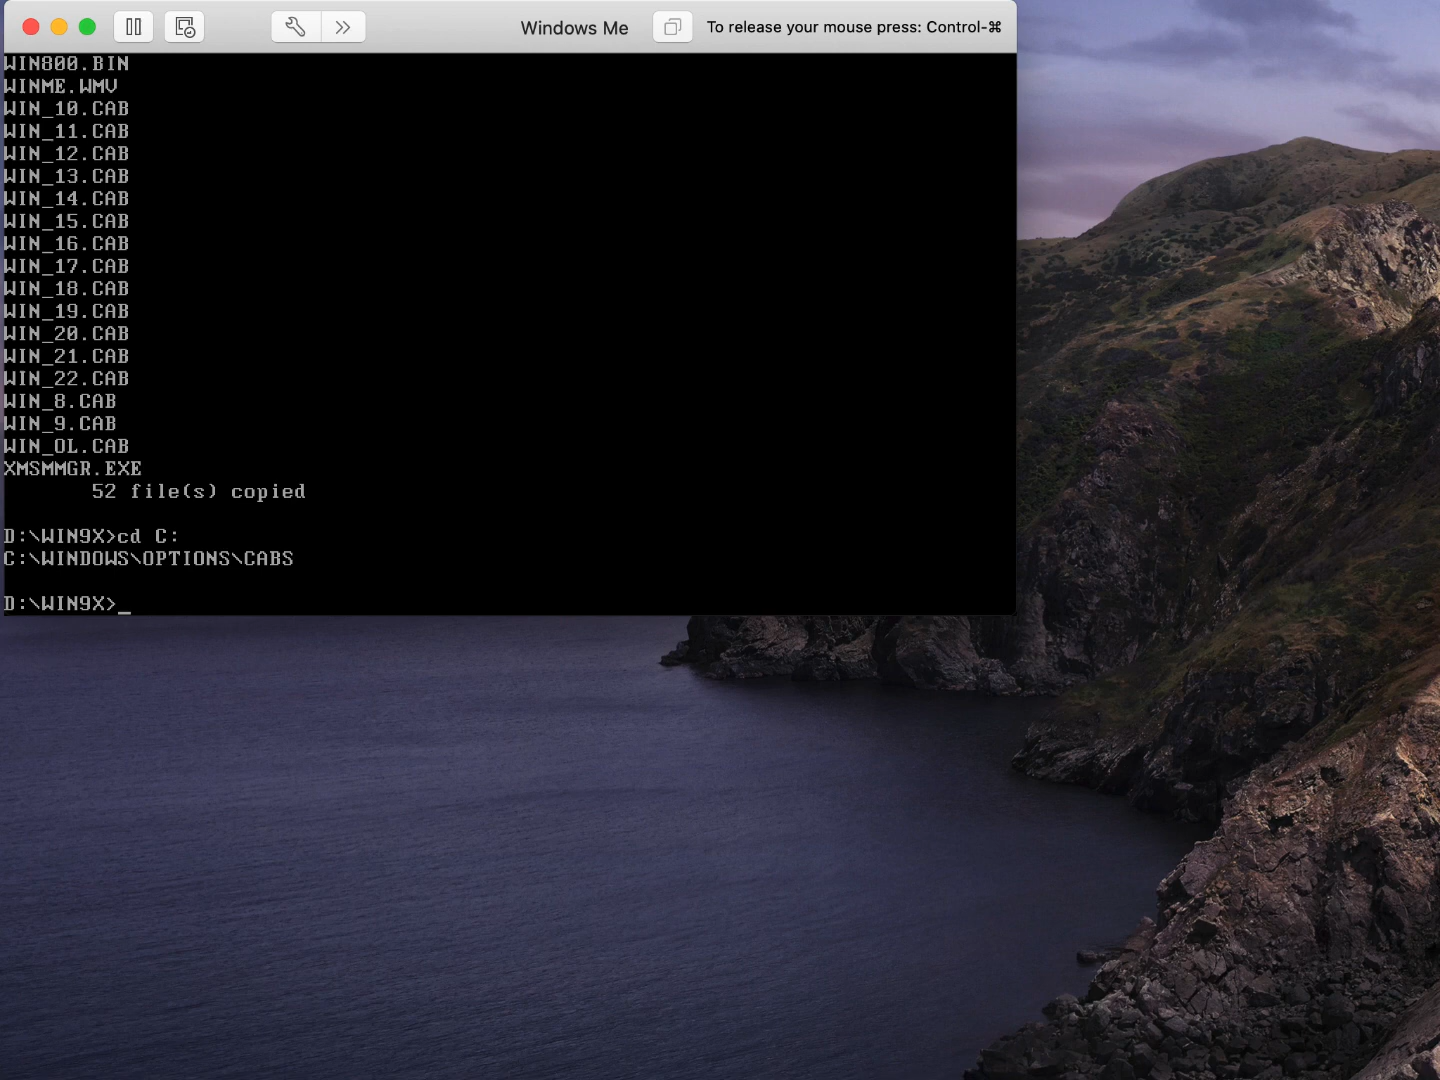 Windows Me
To release your mouse press: Control-⌘
WIN800.BIN
WINME.WMV
WIN_10.CAB
WIN_11.CAB
WIN_12.CAB
WIN_13.CAB
WIN_14.CAB
WIN_15.CAB
WIN_16.CAB
WIN_17.CAB
WIN_18.CAB
WIN_19.CAB
WIN_20.CAB
WIN_21.CAB
WIN_22.CAB
WIN_8.CAB
WIN_9.CAB
WIN_OL.CAB
XMSMMGR.EXE
52 file(s) copied
D:\WIN9X>cd C:
C:\WINDOWS\OPTIONS\CABS
D:\WIN9X>_